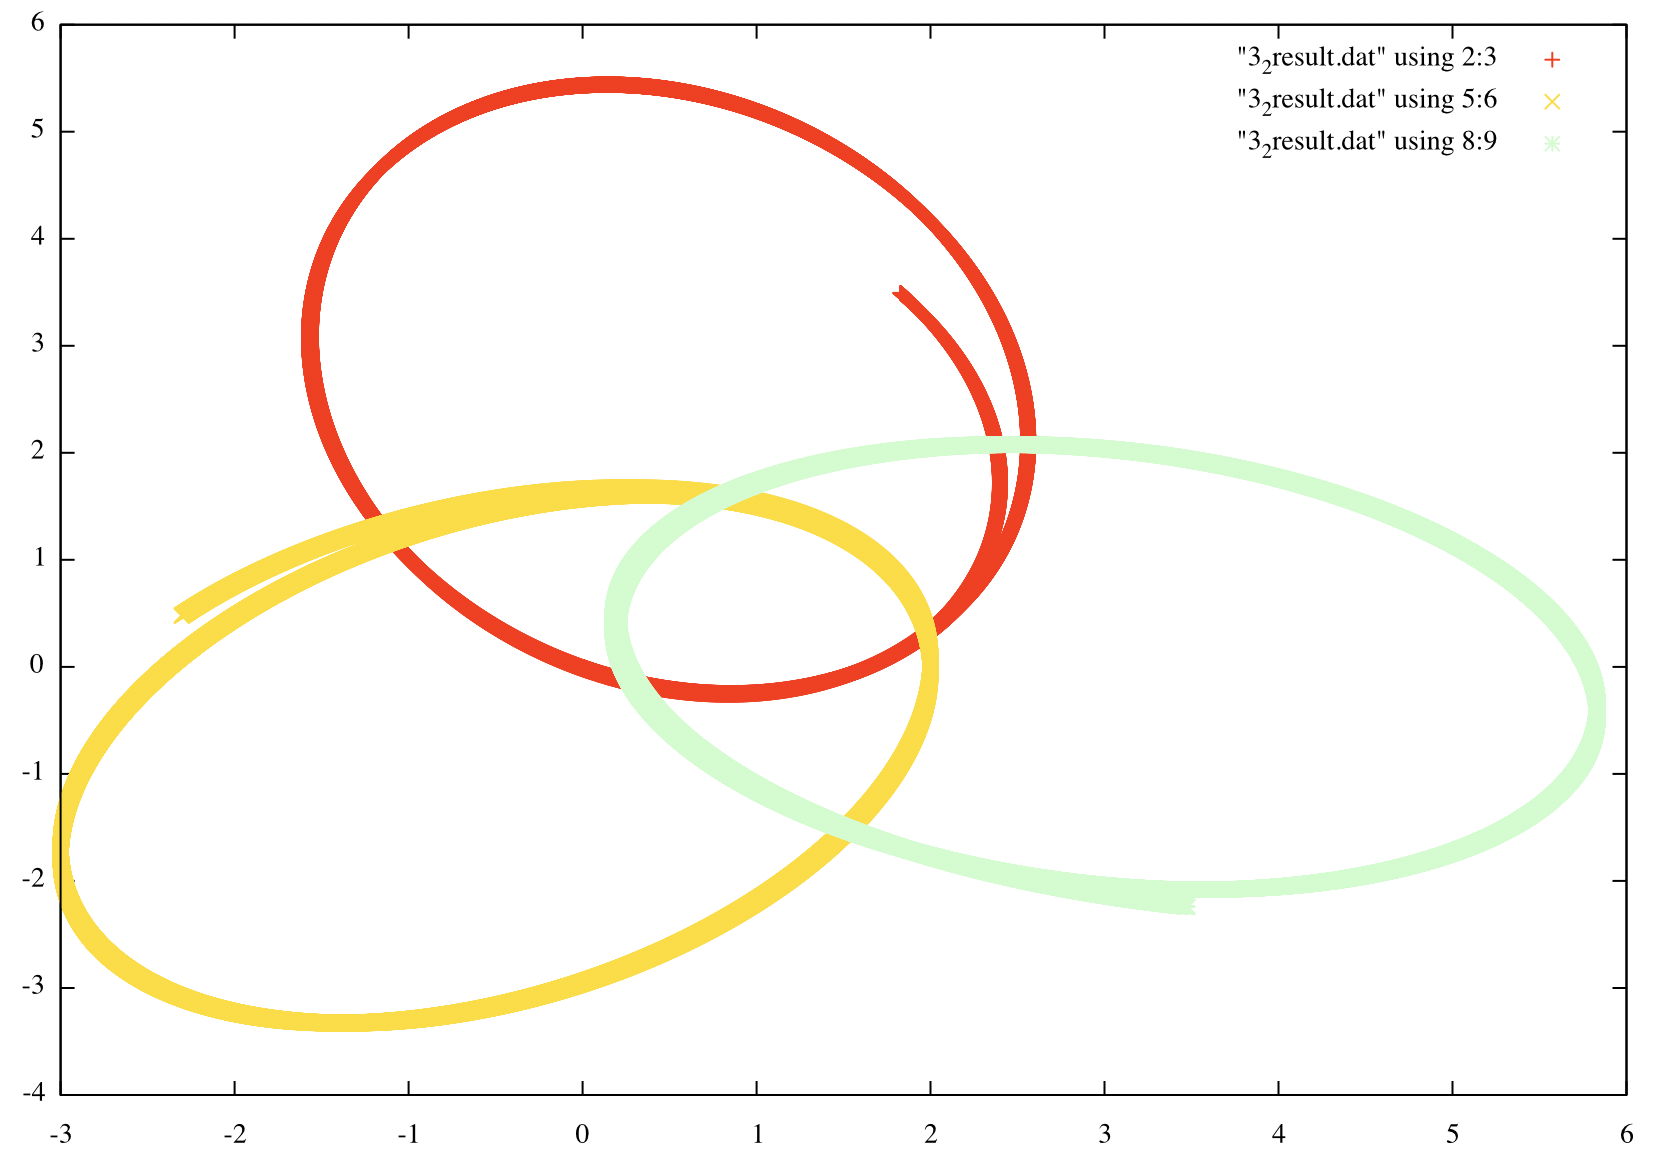 6
5
4
3
2
1
0
-1
-2
-3
-4
-3 -2 -1 0 1 2 3 4 5 6
"3₂result.dat" using 2:3
"3₂result.dat" using 5:6
"3₂result.dat" using 8:9